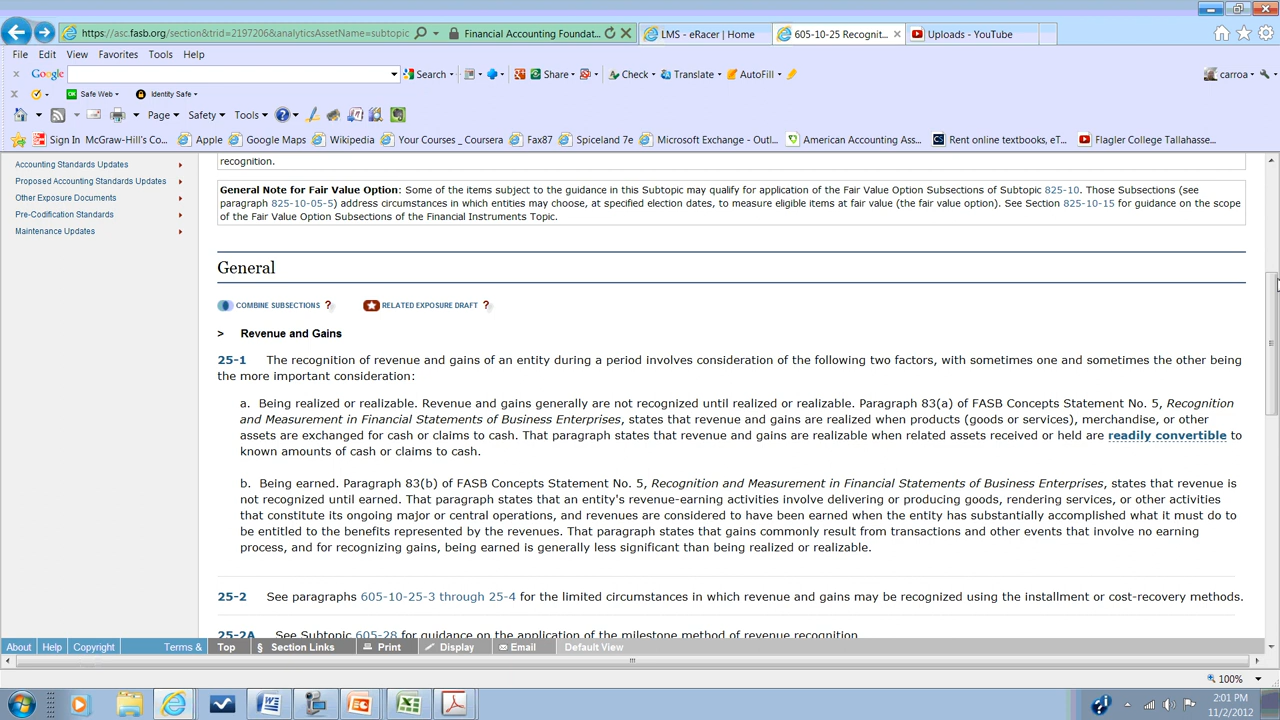 https://asc.fasb.org/section&trid=2197206&analyticsAssetName=subtopic
Financial Accounting Foundat...
LMS - eRacer | Home
605-10-25 Recognit...
Uploads - YouTube
File Edit View Favorites Tools Help
Google
Search
Share
Check
Translate
AutoFill
carroa
Safe Web
Identity Safe
Page Safety Tools
Sign In McGraw-Hill's Co...
Apple
Google Maps
Wikipedia
Your Courses _ Coursera
Fax87
Spiceland 7e
Microsoft Exchange - Outl...
American Accounting Ass...
Rent online textbooks, eT...
Flagler College Tallahasse...
Accounting Standards Updates
Proposed Accounting Standards Updates
Other Exposure Documents
Pre-Codification Standards
Maintenance Updates
recognition.
General Note for Fair Value Option: Some of the items subject to the guidance in this Subtopic may qualify for application of the Fair Value Option Subsections of Subtopic 825-10. Those Subsections (see
paragraph 825-10-05-5) address circumstances in which entities may choose, at specified election dates, to measure eligible items at fair value (the fair value option). See Section 825-10-15 for guidance on the scope
of the Fair Value Option Subsections of the Financial Instruments Topic.
General
COMBINE SUBSECTIONS ?
RELATED EXPOSURE DRAFT ?
> Revenue and Gains
25-1 The recognition of revenue and gains of an entity during a period involves consideration of the following two factors, with sometimes one and sometimes the other being
the more important consideration:
a. Being realized or realizable. Revenue and gains generally are not recognized until realized or realizable. Paragraph 83(a) of FASB Concepts Statement No. 5, Recognition
and Measurement in Financial Statements of Business Enterprises, states that revenue and gains are realized when products (goods or services), merchandise, or other
assets are exchanged for cash or claims to cash. That paragraph states that revenue and gains are realizable when related assets received or held are readily convertible to
known amounts of cash or claims to cash.
b. Being earned. Paragraph 83(b) of FASB Concepts Statement No. 5, Recognition and Measurement in Financial Statements of Business Enterprises, states that revenue is
not recognized until earned. That paragraph states that an entity's revenue-earning activities involve delivering or producing goods, rendering services, or other activities
that constitute its ongoing major or central operations, and revenues are considered to have been earned when the entity has substantially accomplished what it must do to
be entitled to the benefits represented by the revenues. That paragraph states that gains commonly result from transactions and other events that involve no earning
process, and for recognizing gains, being earned is generally less significant than being realized or realizable.
25-2 See paragraphs 605-10-25-3 through 25-4 for the limited circumstances in which revenue and gains may be recognized using the installment or cost-recovery methods.
25-2A See Subtopic 605-28 for guidance on the application of the milestone method of revenue recognition.
About Help Copyright Terms &
Top § Section Links Print Display Email Default View
100%
2:01 PM
11/2/2012